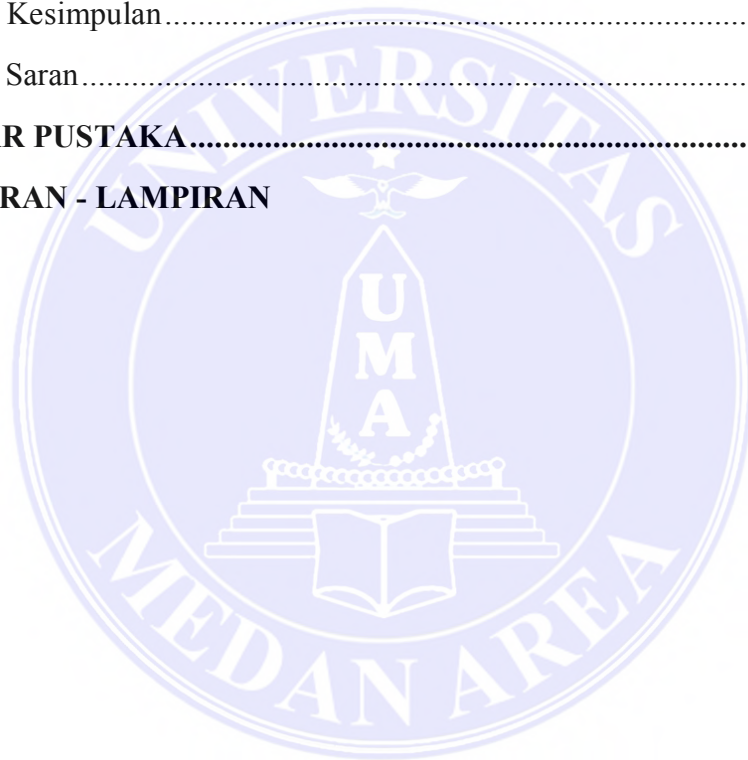 Kesimpulan........................................................................
Saran..................................................................................
R PUSTAKA...........................................................................
RAN - LAMPIRAN
UNIVERSITAS
U
M
A
MEDAN AREA